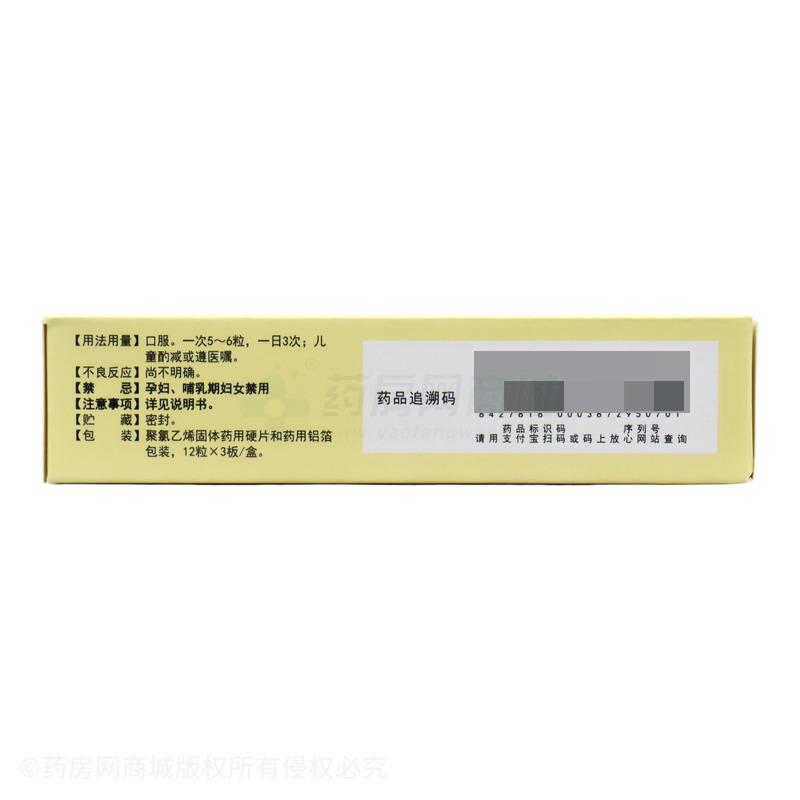 【用法用量】口服。一次5～6粒，一日3次；儿
童酌减或遵医嘱。
【不良反应】尚不明确。
【禁　　忌】孕妇、哺乳期妇女禁用
【注意事项】详见说明书。
【贮　　藏】密封。
【包　　装】聚氯乙烯固体药用硬片和药用铝箔
包装，12粒×3板/盒。
药品追溯码
药品标识码　序列号
请用支付宝扫码或码上放心网站查询
药房网商城
©药房网商城版权所有侵权必究